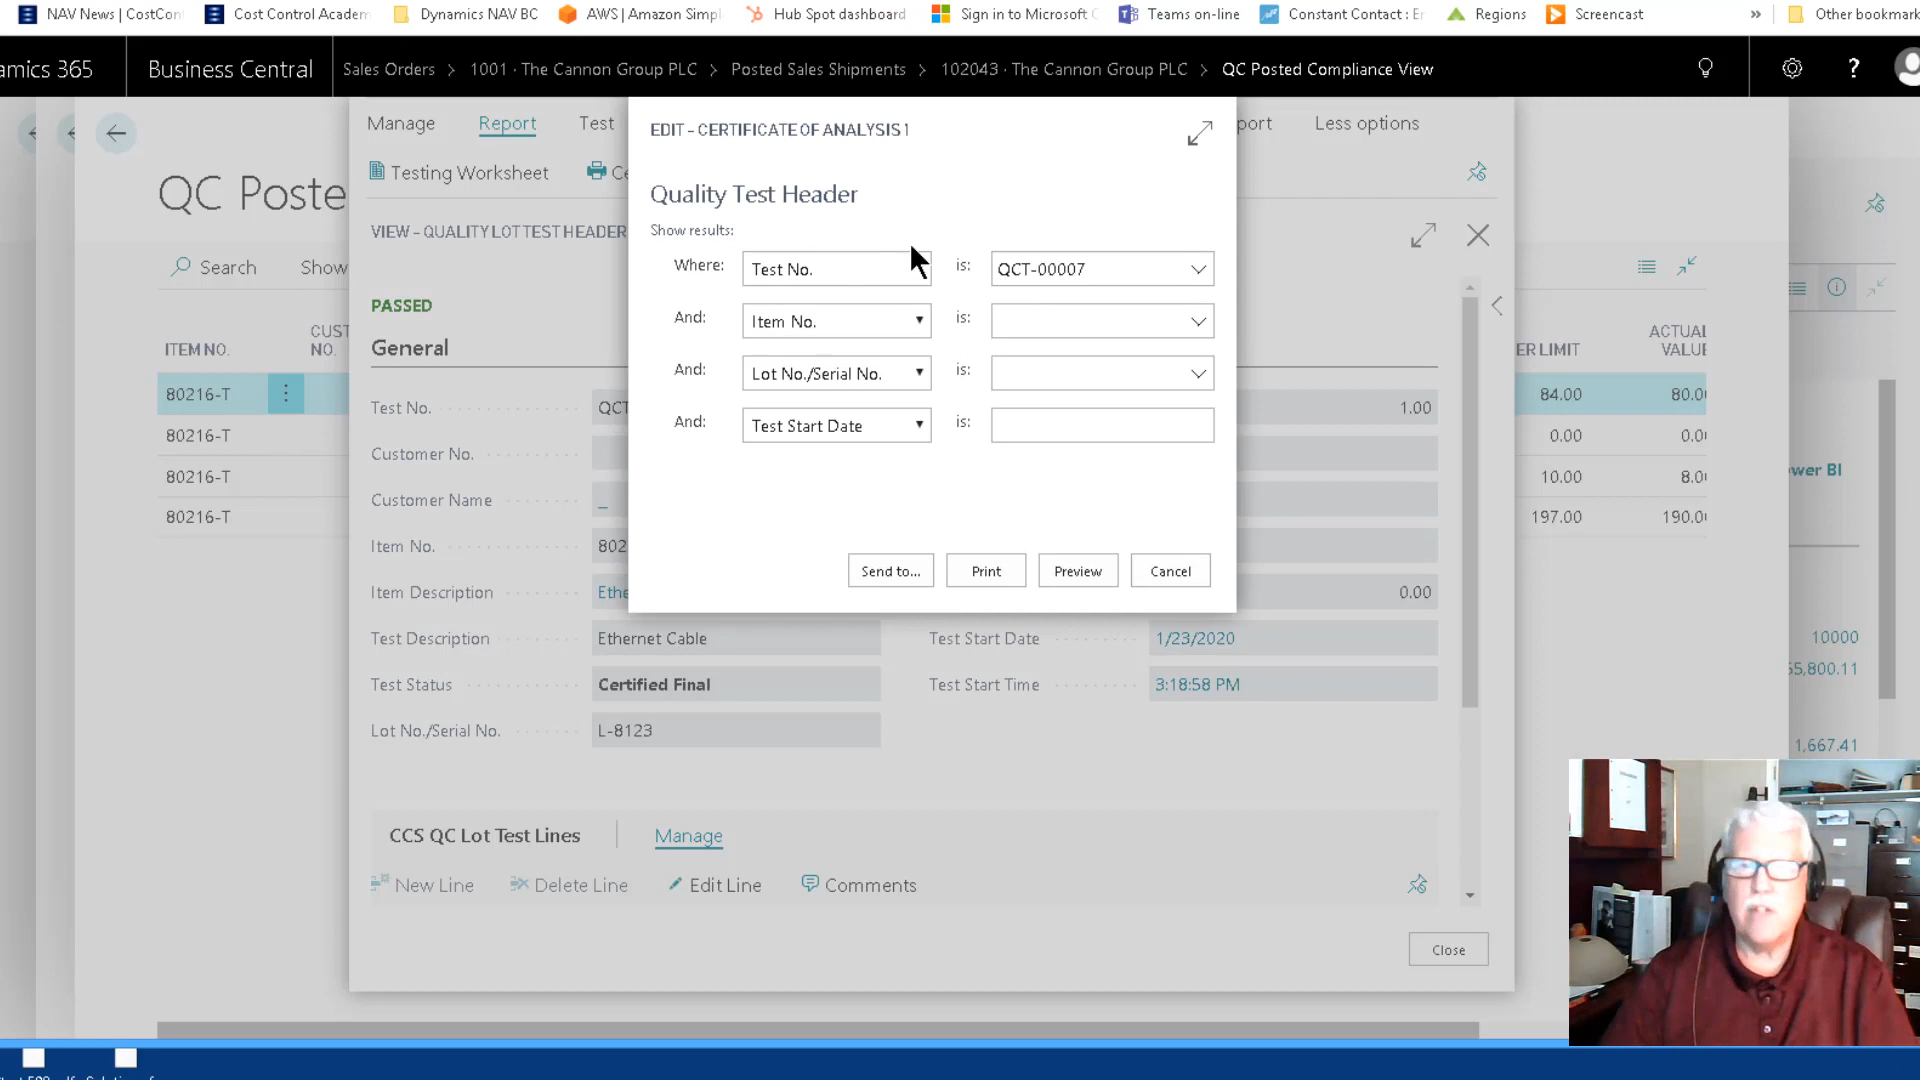 NAV News | CostCon
Cost Control Academ
Dynamics NAV BC
AWS | Amazon Simpl
Hub Spot dashboard
Sign in to Microsoft
Teams on-line
Constant Contact : E
Regions
Screencast
»
Other bookmark
amics 365
Business Central
Sales Orders > 1001 · The Cannon Group PLC > Posted Sales Shipments > 102043 · The Cannon Group PLC > QC Posted Compliance View
?
Manage Report Test
port Less options
EDIT - CERTIFICATE OF ANALYSIS 1
Testing Worksheet
Ce
QC Poste
Quality Test Header
VIEW - QUALITY LOT TEST HEADER
Show results:
Search Show
Where: Test No. is: QCT-00007
And: Item No. is:
And: Lot No./Serial No. is:
And: Test Start Date is:
Send to... Print Preview Cancel
PASSED
General
ITEM NO.
CUST
NO.
ER LIMIT
ACTUAL
VALUE
80216-T 84.00 80.0
80216-T 0.00 0.0
80216-T 10.00 8.0
80216-T 197.00 190.0
Test No. QCT 1.00
Customer No.
Customer Name _
Item No. 802
Item Description Ethe 0.00
Test Description Ethernet Cable
Test Start Date 1/23/2020
Test Status Certified Final
Test Start Time 3:18:58 PM
Lot No./Serial No. L-8123
wer BI
10000
5,800.11
1,667.41
CCS QC Lot Test Lines Manage
New Line Delete Line Edit Line Comments
Close